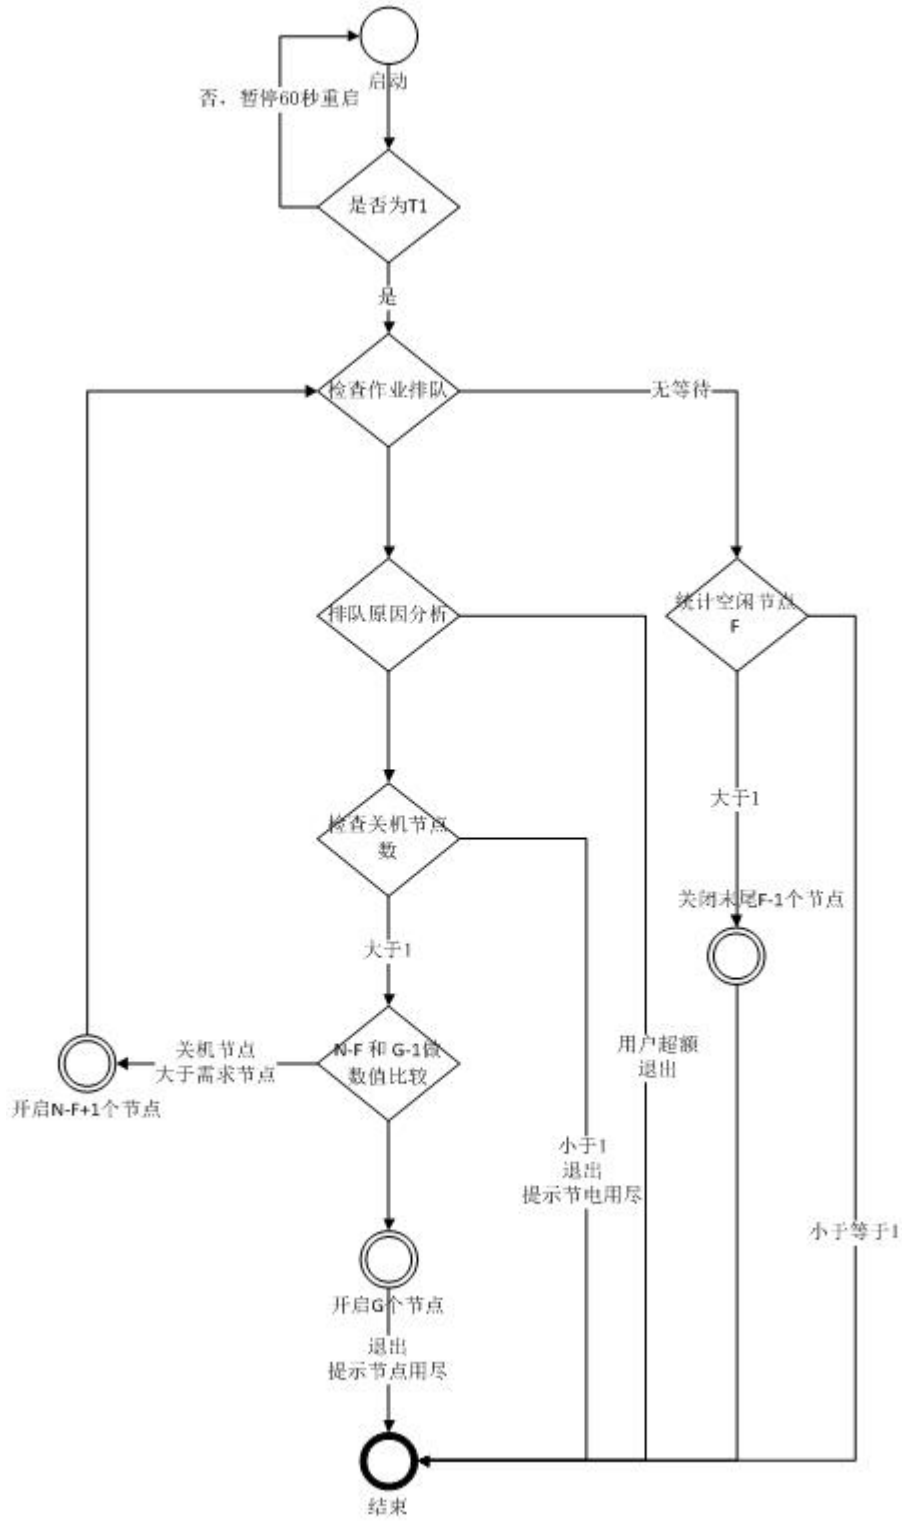 启动
否，暂停60秒重启
是否为T1
是
检查作业排队
无等待
排队原因分析
统计空闲节点
F
大于1
检查关机节点
数
关闭末尾F-1个节点
大于1
N-F 和 G-1做
数值比较
关机节点
大于需求节点
开启N-F+1个节点
用户超额
退出
小于1
退出
提示节电用尽
小于等于1
开启G个节点
退出
提示节点用尽
结束